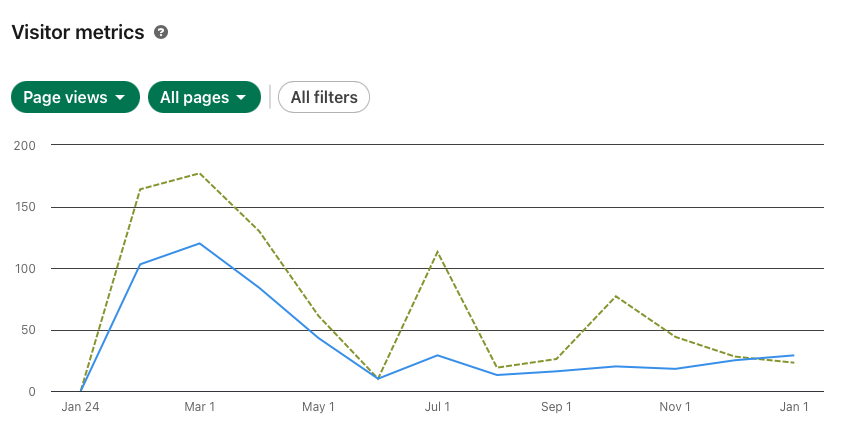 Visitor metrics ?
Page views All pages All filters
200
150
100
50
0
Jan 24 Mar 1 May 1 Jul 1 Sep 1 Nov 1 Jan 1